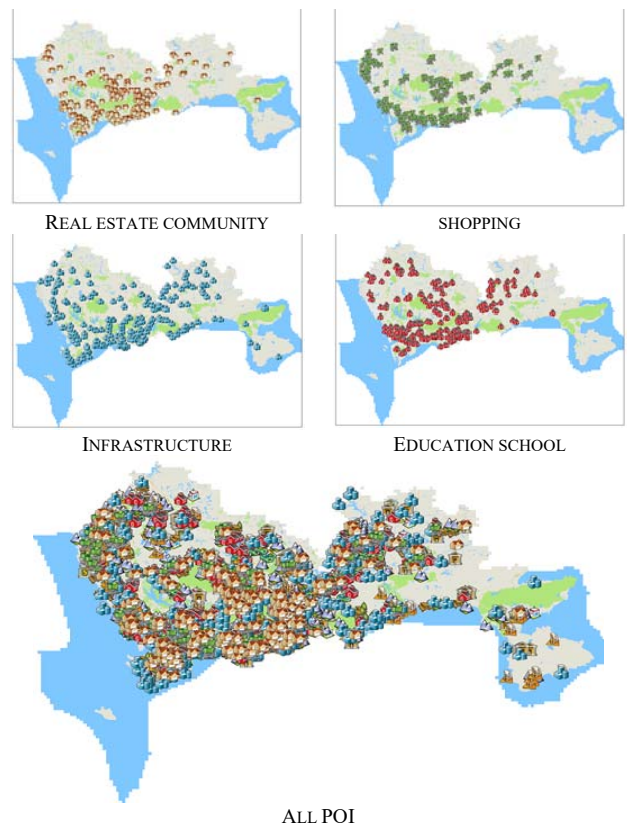 REAL ESTATE COMMUNITY
SHOPPING
INFRASTRUCTURE
EDUCATION SCHOOL
ALL POI